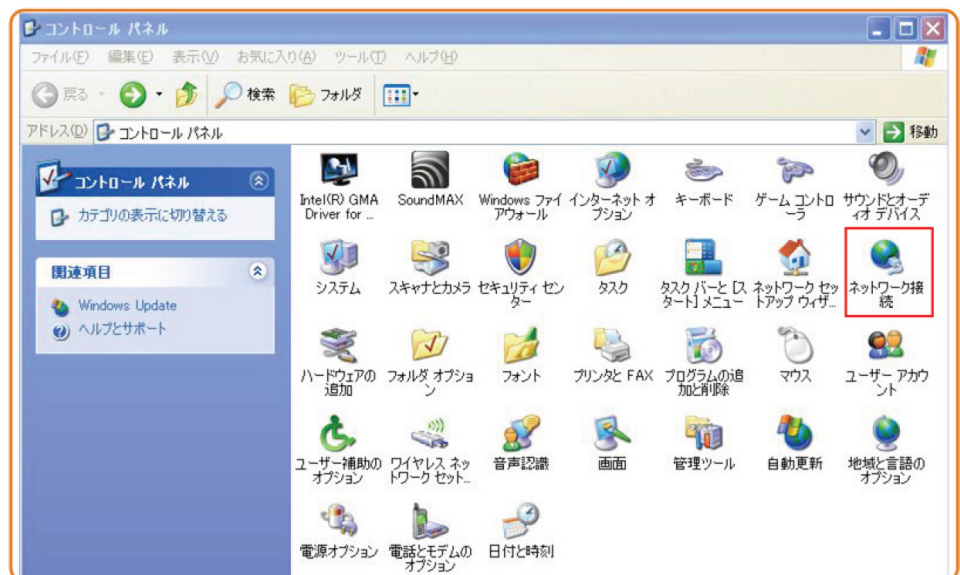 コントロール パネル
ファイル(F) 編集(E) 表示(V) お気に入り(A) ツール(T) ヘルプ(H)
戻る 検索 フォルダ
アドレス(D) コントロール パネル 移動
コントロール パネル
カテゴリの表示に切り替える
関連項目
Windows Update
ヘルプとサポート
Intel(R) GMA
Driver for ...
SoundMAX
Windows ファイ
アウォール
インターネット オ
プション
キーボード
ゲーム コントロ
ーラ
サウンドとオーデ
ィオ デバイス
システム
スキャナとカメラ
セキュリティ セン
ター
タスク
タスク バーと [ス
タート] メニュー
ネットワーク セッ
トアップ ウィザ...
ネットワーク接
続
ハードウェアの
追加
フォルダ オプショ
ン
フォント
プリンタと FAX
プログラムの追
加と削除
マウス
ユーザー アカウ
ント
ユーザー補助の
オプション
ワイヤレス ネッ
トワーク セット...
音声認識
画面
管理ツール
自動更新
地域と言語の
オプション
電源オプション
電話とモデムの
オプション
日付と時刻